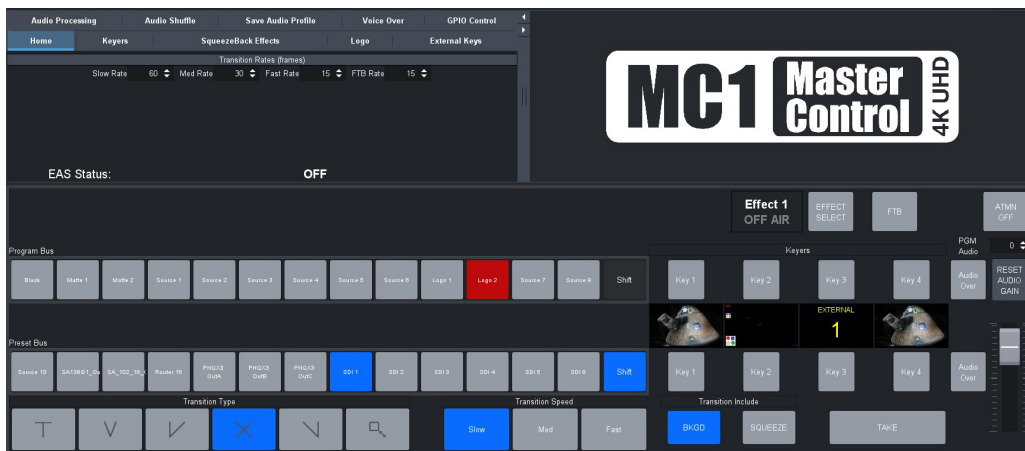 Audio Processing Audio Shuffle Save Audio Profile Voice Over GPIO Control
Home Keyers SqueezeBack Effects Logo External Keys
Transition Rates (frames)
Slow Rate 60 Med Rate 30 Fast Rate 15 FTB Rate 15
EAS Status: OFF
MC1 Master Control 4K UHD
Effect 1
OFF AIR
EFFECT SELECT
FTB
ATMN OFF
Program Bus
Keyers
PGM Audio
0
Black Matte 1 Matte 2 Source 1 Source 2 Source 3 Source 4 Source 5 Source 6 Logo 1 Logo 2 Source 7 Source 9 Shift
Key 1 Key 2 Key 3 Key 4
Audio Over
RESET AUDIO GAIN
EXTERNAL
1
Preset Bus
Source 10 SA13801_Ou SA_102_18_ Router 18 PHQX3 OutA PHQX3 OutB PHQX3 OutC SDI 1 SDI 2 SDI 3 SDI 4 SDI 5 SDI 6 Shift
Key 1 Key 2 Key 3 Key 4
Audio Over
Transition Type Transition Speed Transition Include
Slow Med Fast
BKGD SQUEEZE TAKE